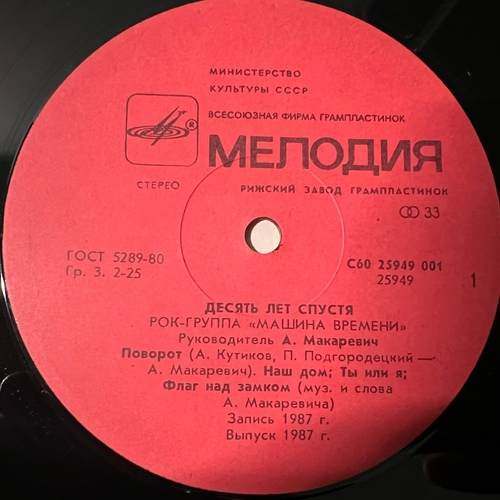 МИНИСТЕРСТВО
КУЛЬТУРЫ СССР
ВСЕСОЮЗНАЯ ФИРМА ГРАМПЛАСТИНОК
®
МЕЛОДИЯ
СТЕРЕО
РИЖСКИЙ ЗАВОД ГРАМПЛАСТИНОК
33
ГОСТ 5289-80
Гр. 3. 2-25
С60 25949 001
25949
1
ДЕСЯТЬ ЛЕТ СПУСТЯ
РОК-ГРУППА «МАШИНА ВРЕМЕНИ»
Руководитель А. Макаревич
Поворот (А. Кутиков, П. Подгородецкий —
А. Макаревич). Наш дом; Ты или я;
Флаг над замком (муз. и слова
А. Макаревича)
Запись 1987 г.
Выпуск 1987 г.